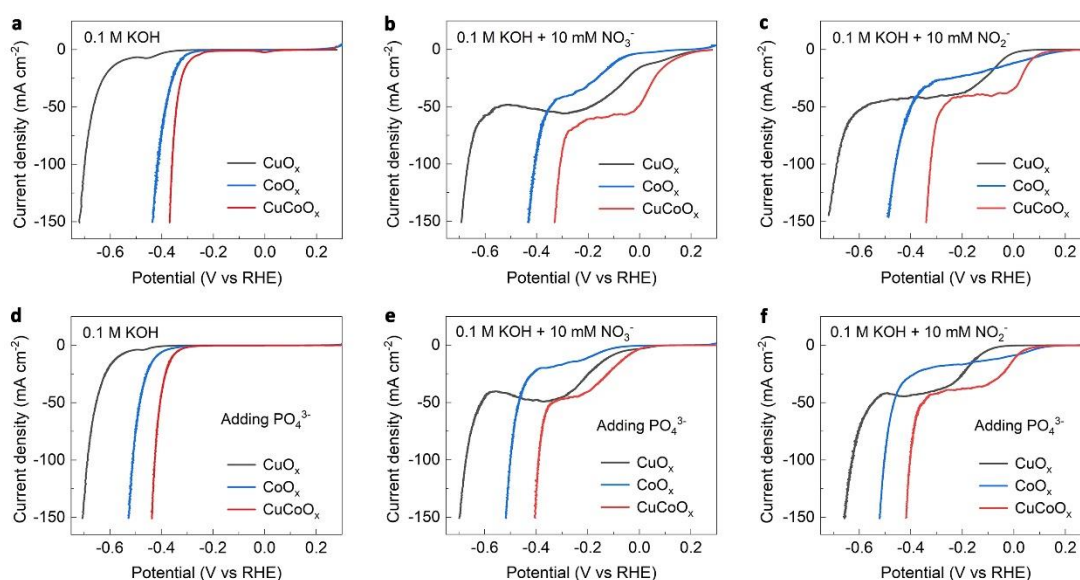 a
0.1 M KOH
0
-50
-100
-150
Current density (mA cm⁻²)
CuOₓ
CoOₓ
CuCoOₓ
-0.6 -0.4 -0.2 0.0 0.2
Potential (V vs RHE)
b
0.1 M KOH + 10 mM NO₃⁻
0
-50
-100
-150
Current density (mA cm⁻²)
CuOₓ
CoOₓ
CuCoOₓ
-0.6 -0.4 -0.2 0.0 0.2
Potential (V vs RHE)
c
0.1 M KOH + 10 mM NO₂⁻
0
-50
-100
-150
Current density (mA cm⁻²)
CuOₓ
CoOₓ
CuCoOₓ
-0.6 -0.4 -0.2 0.0 0.2
Potential (V vs RHE)
d
0.1 M KOH
0
-50
-100
-150
Current density (mA cm⁻²)
Adding PO₄³⁻
CuOₓ
CoOₓ
CuCoOₓ
-0.6 -0.4 -0.2 0.0 0.2
Potential (V vs RHE)
e
0.1 M KOH + 10 mM NO₃⁻
0
-50
-100
-150
Current density (mA cm⁻²)
Adding PO₄³⁻
CuOₓ
CoOₓ
CuCoOₓ
-0.6 -0.4 -0.2 0.0 0.2
Potential (V vs RHE)
f
0.1 M KOH + 10 mM NO₂⁻
0
-50
-100
-150
Current density (mA cm⁻²)
Adding PO₄³⁻
CuOₓ
CoOₓ
CuCoOₓ
-0.6 -0.4 -0.2 0.0 0.2
Potential (V vs RHE)